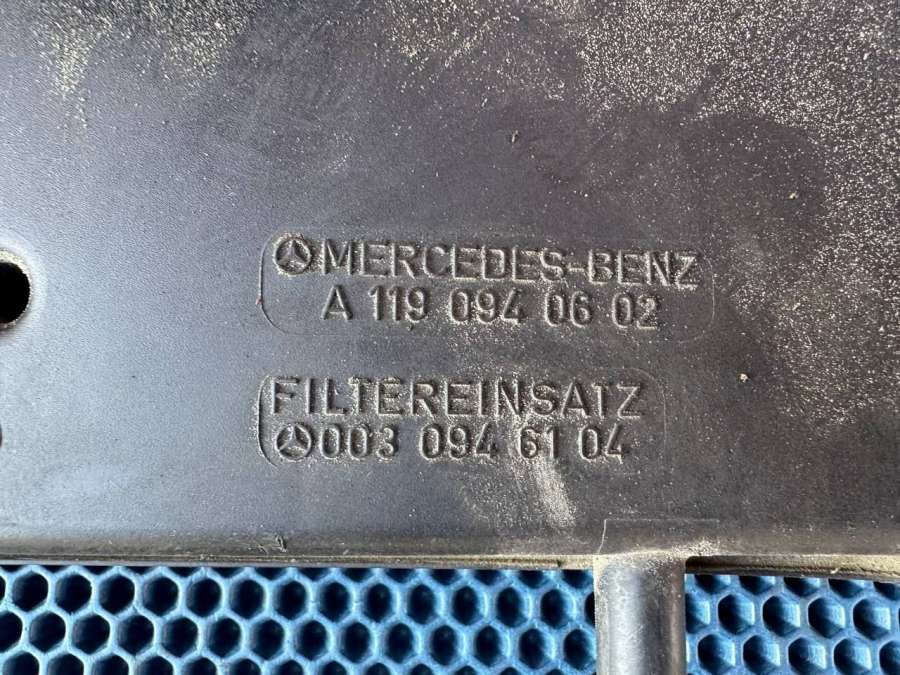 MERCEDES-BENZ
A 119 094 06 02
FILTEREINSATZ
003 094 61 04